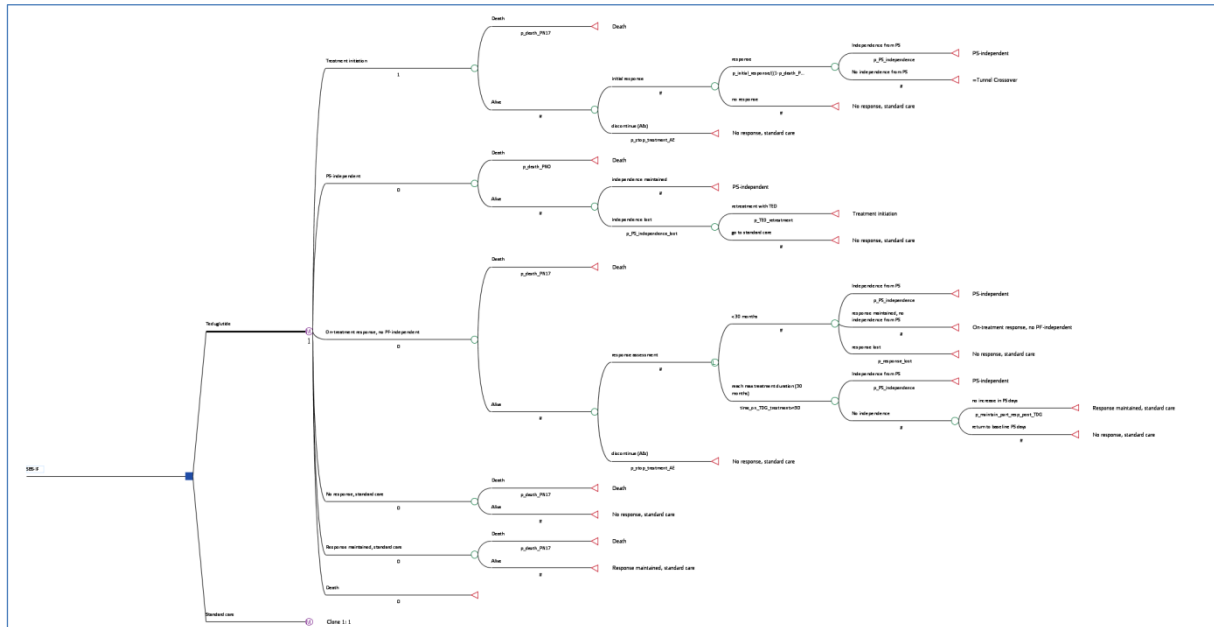 Death
p_death_PN17
Death
Treatment initiation
1
Alive
#
initial response
#
response
p_initial_response/(1-p_death_P...
Independence from PS
p_PS_independence
PS-independent
No independence from PS
#
=Tunnel Crossover
no response
#
No response, standard care
discontinue (AEs)
p_stop_treatment_AE
No response, standard care
PS-independent
0
Death
Death
Alive
#
independence maintained
#
PS-independent
independence lost
p_PS_independence_lost
retreatment with TED
p_TED_retreatment
Treatment initiation
go to standard care
#
No response, standard care
Teduglutide
1
On-treatment response, no PF-independent
0
Death
p_death_PN17
Death
Alive
#
response assessment
#
<30 months
#
Independence from PS
p_PS_independence
PS-independent
response maintained, no
independence from PS
#
On-treatment response, no PF-independent
response lost
p_response_lost
No response, standard care
reach max treatment duration (30
months)
Independence from PS
p_PS_independence
PS-independent
No independence
#
no increase in PS days
p_maintain_part_resp_post_TDG
Response maintained, standard care
return to baseline PS days
#
No response, standard care
discontinue (AEs)
p_stop_treatment_AE
No response, standard care
SBS-IF
No response, standard care
0
Death
p_death_PN17
Death
Alive
#
No response, standard care
Response maintained, standard care
0
Death
p_death_PN17
Death
Alive
#
Response maintained, standard care
Death
0
Standard care
Clone 1: 1